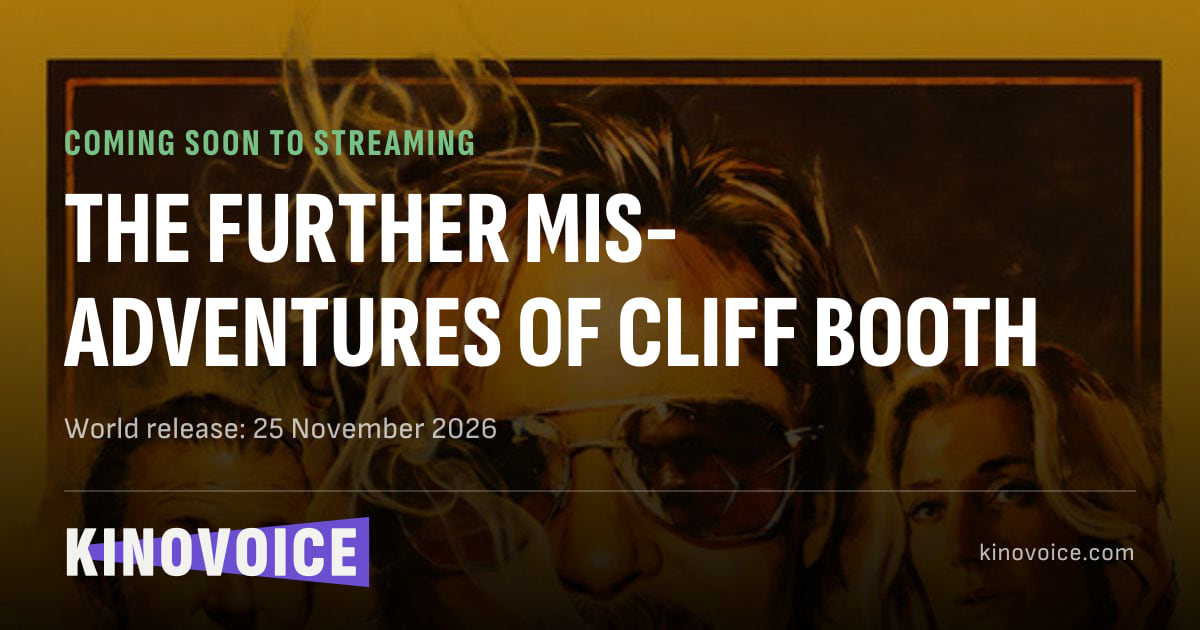 COMING SOON TO STREAMING
THE FURTHER MIS-
ADVENTURES OF CLIFF BOOTH
World release: 25 November 2026
KINOVOICE
kinovoice.com